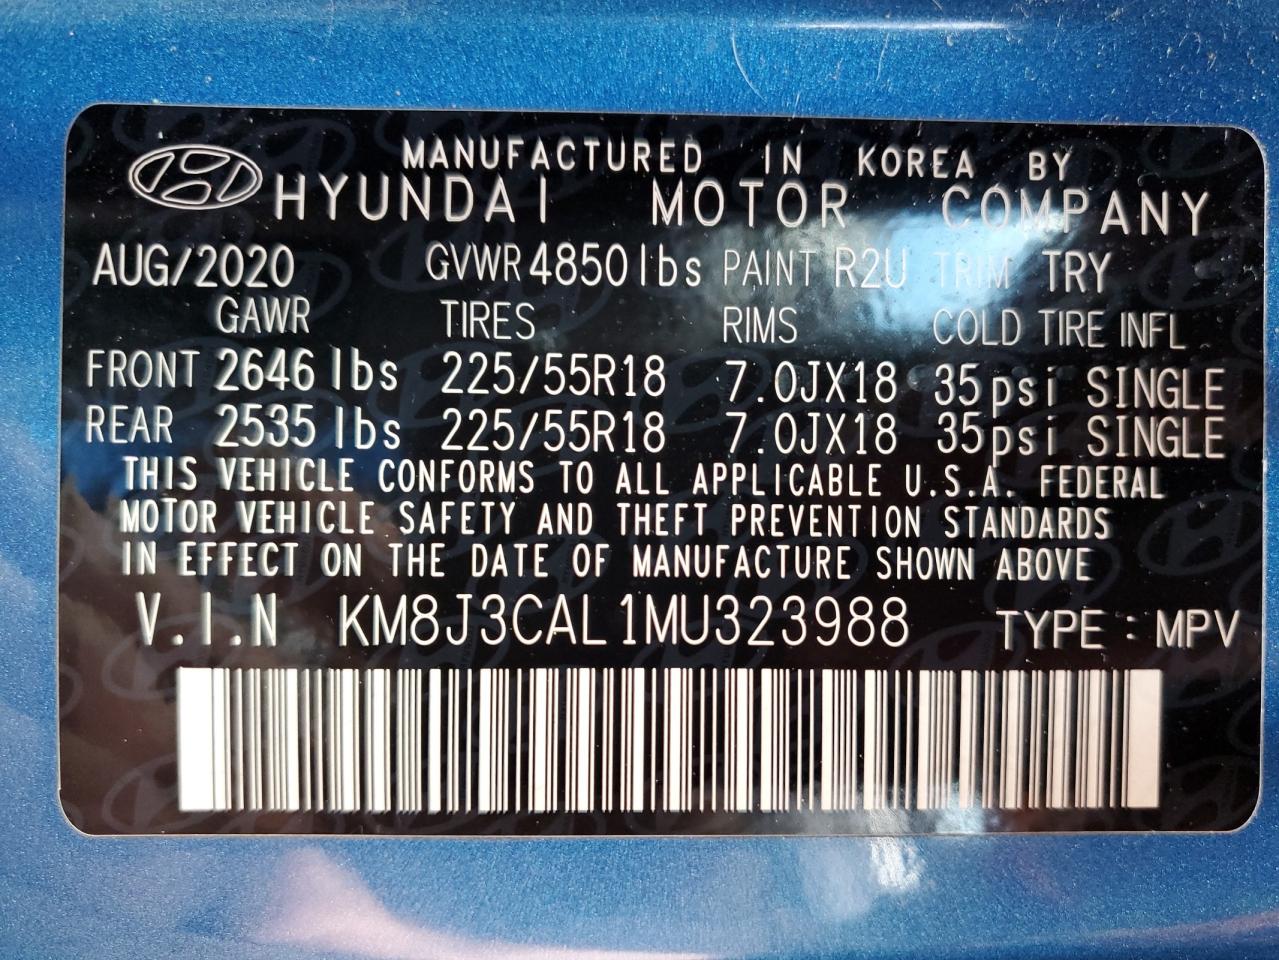 MANUFACTURED IN KOREA BY
HYUNDAI MOTOR COMPANY
AUG/2020 GVWR 4850 lbs PAINT R2U TRIM TRY
GAWR TIRES RIMS COLD TIRE INFL
FRONT 2646 lbs 225/55R18 7.0JX18 35psi SINGLE
REAR 2535 lbs 225/55R18 7.0JX18 35psi SINGLE
THIS VEHICLE CONFORMS TO ALL APPLICABLE U.S.A. FEDERAL
MOTOR VEHICLE SAFETY AND THEFT PREVENTION STANDARDS
IN EFFECT ON THE DATE OF MANUFACTURE SHOWN ABOVE
V.I.N KM8J3CAL1MU323988 TYPE : MPV